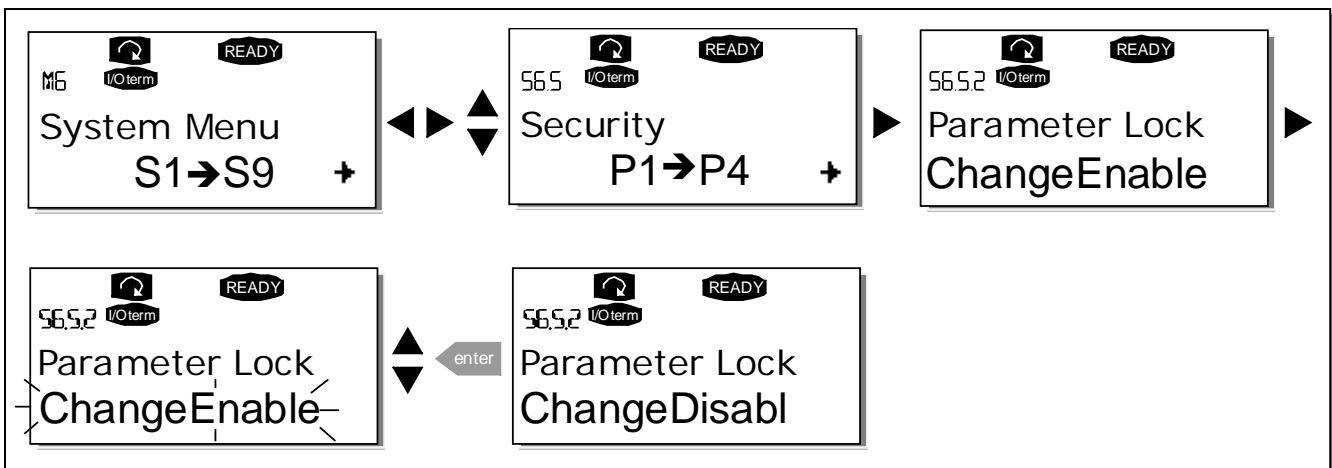 READY
M6 I/Oterm
System Menu
S1➔S9
READY
S6.5 I/Oterm
Security
P1➔P4
READY
S6.5.2 I/Oterm
Parameter Lock
ChangeEnable
READY
S6.5.2 I/Oterm
Parameter Lock
ChangeEnable
enter
READY
S6.5.2 I/Oterm
Parameter Lock
ChangeDisabl